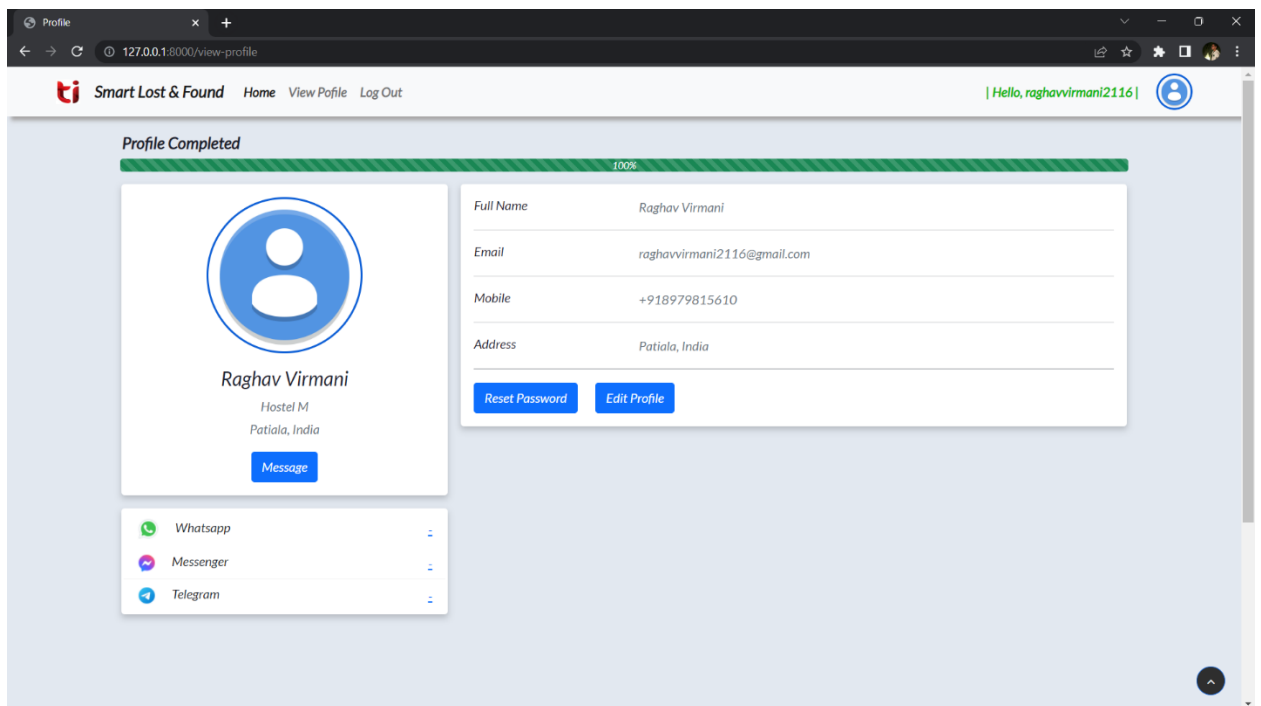 Profile
127.0.0.1:8000/view-profile
ti Smart Lost & Found Home View Pofile Log Out | Hello, raghavvirmani2116 |
Profile Completed
100%
Raghav Virmani
Hostel M
Patiala, India
Message
Whatsapp -
Messenger -
Telegram -
Full Name Raghav Virmani
Email raghavvirmani2116@gmail.com
Mobile +918979815610
Address Patiala, India
Reset Password Edit Profile